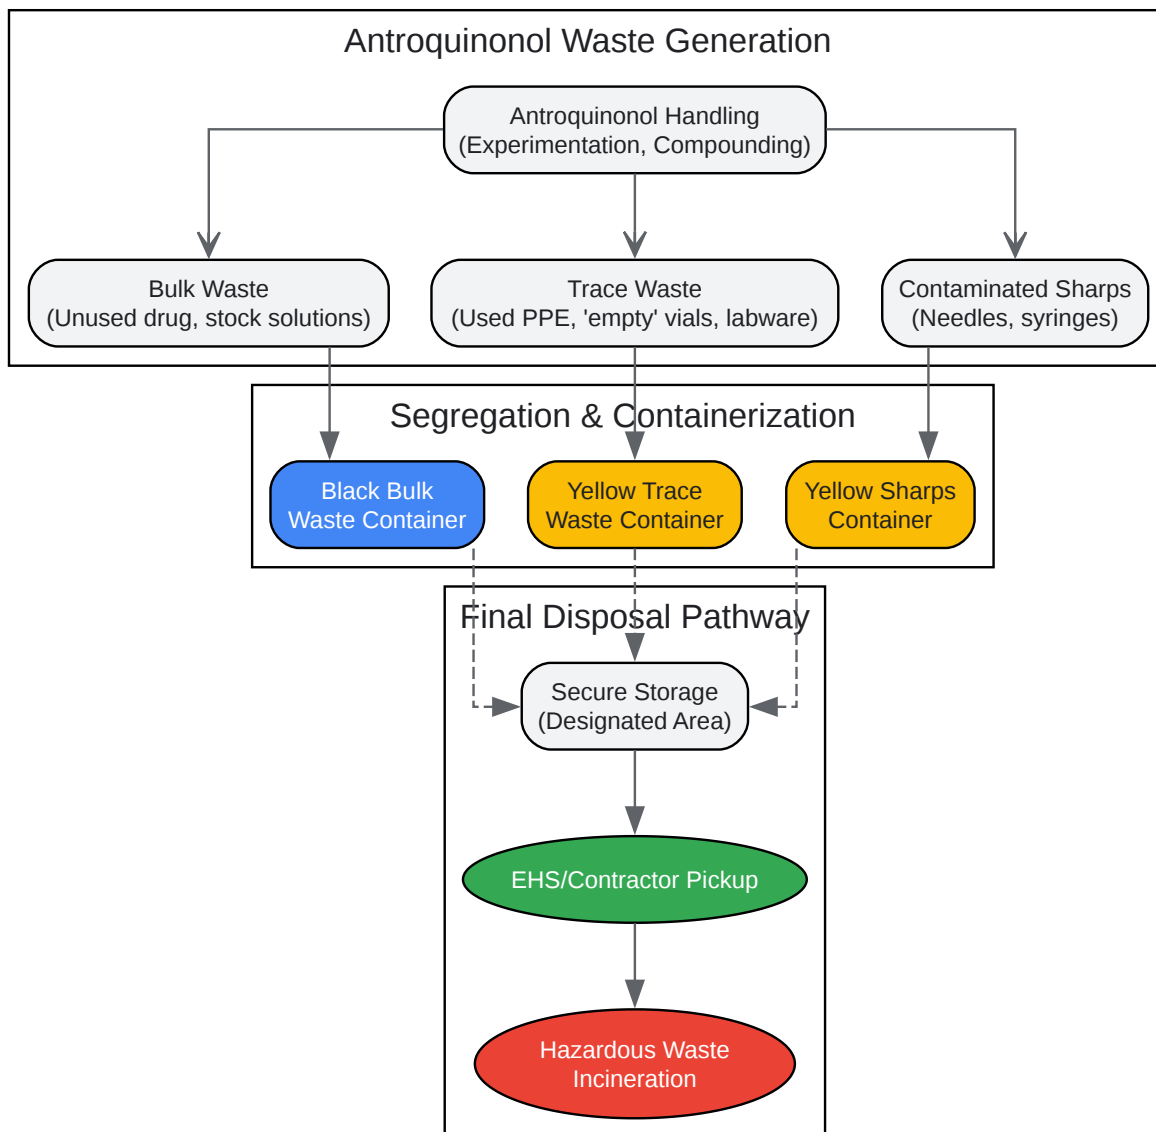 Antroquinonol Waste Generation
Antroquinonol Handling
(Experimentation, Compounding)
Bulk Waste
(Unused drug, stock solutions)
Trace Waste
(Used PPE, 'empty' vials, labware)
Contaminated Sharps
(Needles, syringes)
Segregation & Containerization
Black Bulk
Waste Container
Yellow Trace
Waste Container
Yellow Sharps
Container
Final Disposal Pathway
Secure Storage
(Designated Area)
EHS/Contractor Pickup
Hazardous Waste
Incineration